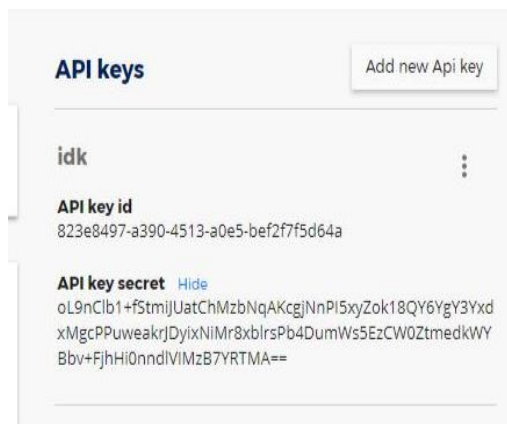 API keys
Add new Api key
idk
API key id
823e8497-a390-4513-a0e5-bef2f7f5d64a
API key secret Hide
oL9nClb1+fStmiJUatChMzbNqAKcgjNnPI5xyZok18QY6YgY3Yxd
xMgcPPuweakrJDyixNiMr8xblrsPb4DumWs5EzCW0ZtmedkWY
Bbv+FjhHi0nndlVIMzB7YRTMA==